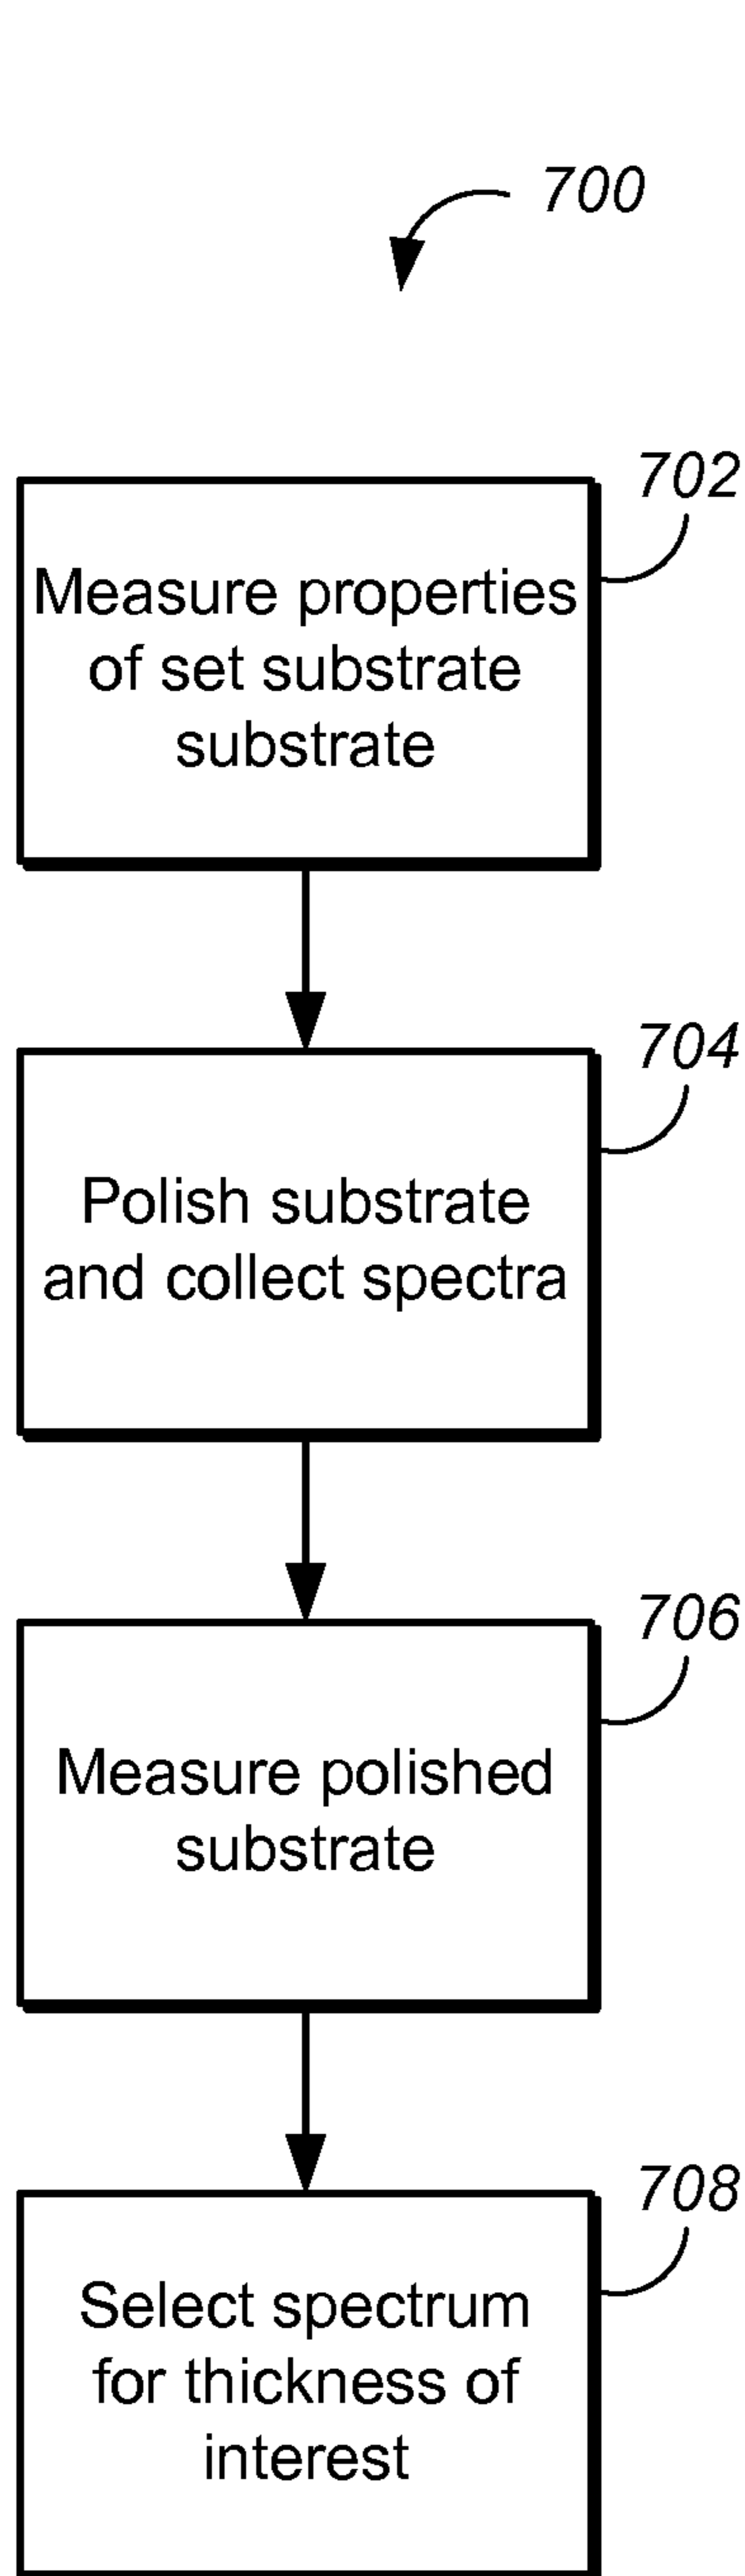 700
702
Measure properties
of set substrate
substrate
704
Polish substrate
and collect spectra
706
Measure polished
substrate
708
Select spectrum
for thickness of
interest